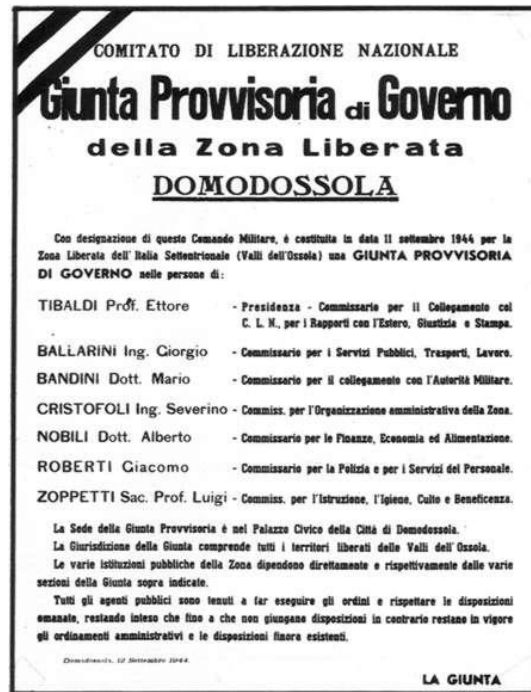 COMITATO DI LIBERAZIONE NAZIONALE
Giunta Provvisoria di Governo
della Zona Liberata
DOMODOSSOLA
Con designazione di questo Comando Militare, è costituita in data 11 settembre 1944 per la
Zona Liberata dell'Italia Settentrionale (Valli dell'Ossola) una GIUNTA PROVVISORIA
DI GOVERNO nelle persone di:
TIBALDI Prof. Ettore - Presidenza - Commissario per il Collegamento col
C. L. N., per i Rapporti con l'Estero, Giustizia e Stampa.
BALLARINI Ing. Giorgio - Commissario per i Servizi Pubblici, Trasporti, Lavoro.
BANDINI Dott. Mario - Commissario per il collegamento con l'Autorità Militare.
CRISTOFOLI Ing. Severino - Commiss. per l'Organizzazione amministrativa della Zona.
NOBILI Dott. Alberto - Commissario per le Finanze, Economia ed Alimentazione.
ROBERTI Giacomo - Commissario per la Polizia e per i Servizi del Personale.
ZOPPETTI Sac. Prof. Luigi - Commiss. per l'Istruzione, l'Igiene, Culto e Beneficenza.
La Sede della Giunta Provvisoria è nel Palazzo Civico della Città di Domodossola.
La Giurisdizione della Giunta comprende tutti i territori liberati delle Valli dell'Ossola.
Le varie istituzioni pubbliche della Zona dipendono direttamente e rispettivamente dalle varie
sezioni della Giunta sopra indicate.
Tutti gli agenti pubblici sono tenuti a far eseguire gli ordini e rispettare le disposizioni
emanate, restando inteso che fino a che non giungano disposizioni in contrario restano in vigore
gli ordinamenti amministrativi e le disposizioni finora esistenti.
Domodossola, 12 Settembre 1944.
LA GIUNTA